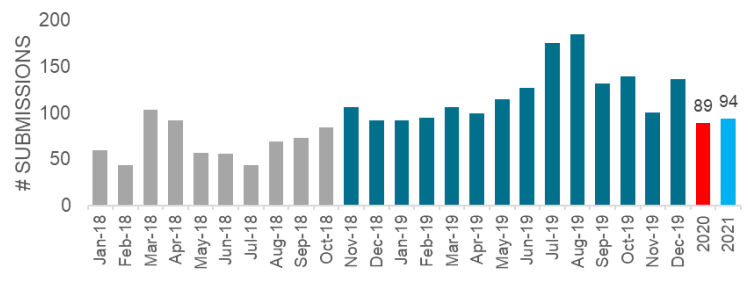 # SUBMISSIONS
200
150
100
50
0
89
94
Jan-18
Feb-18
Mar-18
Apr-18
May-18
Jun-18
Jul-18
Aug-18
Sep-18
Oct-18
Nov-18
Dec-18
Jan-19
Feb-19
Mar-19
Apr-19
May-19
Jun-19
Jul-19
Aug-19
Sep-19
Oct-19
Nov-19
Dec-19
2020
2021